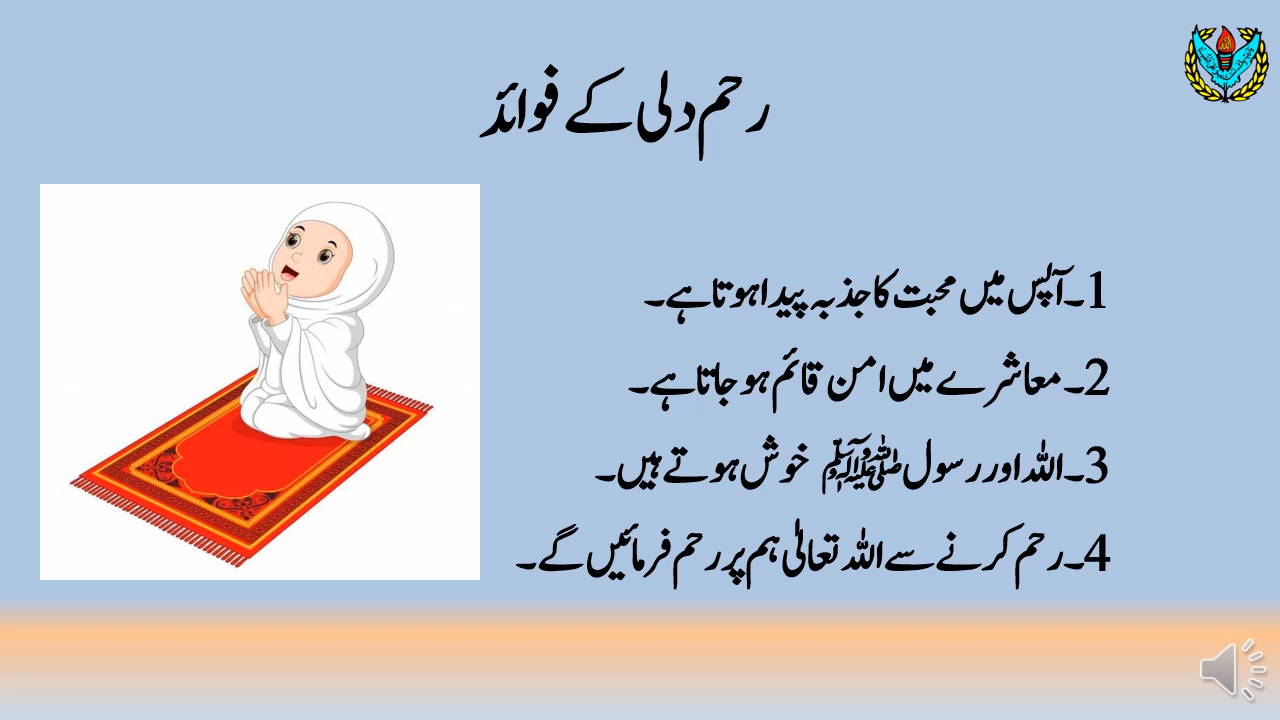 رحم دلی کے فوائد
1۔آپس میں محبت کا جذبہ پیدا ہوتا ہے۔
2۔معاشرے میں امن قائم ہو جاتا ہے۔
3۔اللہ اور رسول ﷺ خوش ہوتے ہیں۔
4۔رحم کرنے سے اللہ تعالٰی ہم پر رحم فرمائیں گے۔